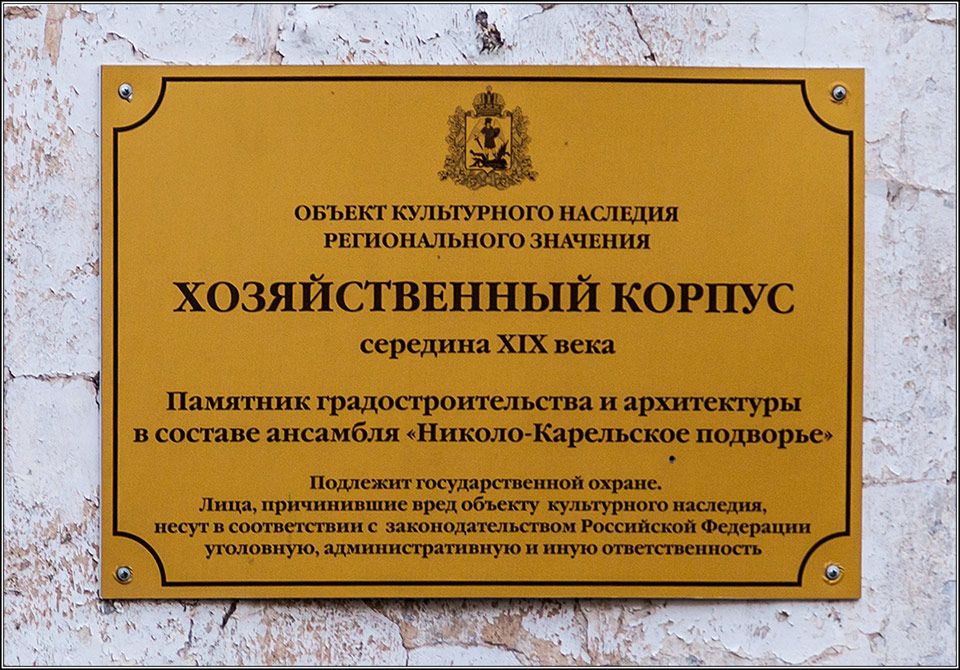 ОБЪЕКТ КУЛЬТУРНОГО НАСЛЕДИЯ
РЕГИОНАЛЬНОГО ЗНАЧЕНИЯ
ХОЗЯЙСТВЕННЫЙ КОРПУС
середина XIX века
Памятник градостроительства и архитектуры
в составе ансамбля «Николо-Карельское подворье»
Подлежит государственной охране.
Лица, причинившие вред объекту культурного наследия,
несут в соответствии с законодательством Российской Федерации
уголовную, административную и иную ответственность